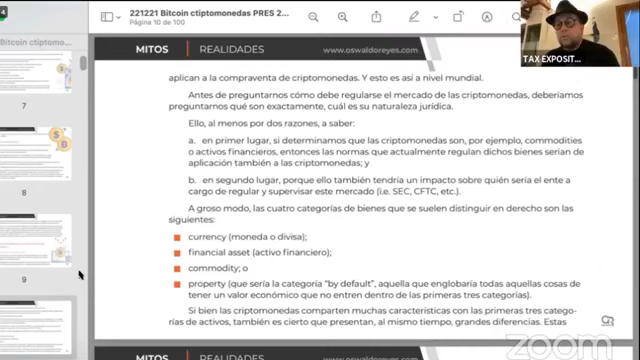 221221 Bitcoin ctiptomonedas PRES 2...
Página 10 de 100
Bitcoin ctiptomo...
4
7
8
9
TAX EXPOSIT...
MITOS REALIDADES www.oswaldoreyes.com
aplican a la compraventa de criptomonedas. Y esto es así a nivel mundial.
Antes de preguntarnos cómo debe regularse el mercado de las criptomonedas, deberíamos
preguntarnos qué son exactamente, cuál es su naturaleza jurídica.
Ello, al menos por dos razones, a saber:
a. en primer lugar, si determinamos que las criptomonedas son, por ejemplo, commodities
o activos financieros, entonces las normas que actualmente regulan dichos bienes serían de
aplicación también a las criptomonedas; y
b. en segundo lugar, porque ello también tendría un impacto sobre quién sería el ente a
cargo de regular y supervisar este mercado (i.e. SEC, CFTC, etc.).
A groso modo, las cuatro categorías de bienes que se suelen distinguir en derecho son las
siguientes:
currency (moneda o divisa);
financial asset (activo financiero);
commodity; o
property (que sería la categoría “by default”, aquella que englobaría todas aquellas cosas de
tener un valor económico que no entren dentro de las primeras tres categorías).
Si bien las criptomonedas comparten muchas características con las primeras tres catego-
rías de activos, también es cierto que presentan, al mismo tiempo, grandes diferencias. Estas
MITOS REALIDADES www.oswaldoreyes.com
zoom